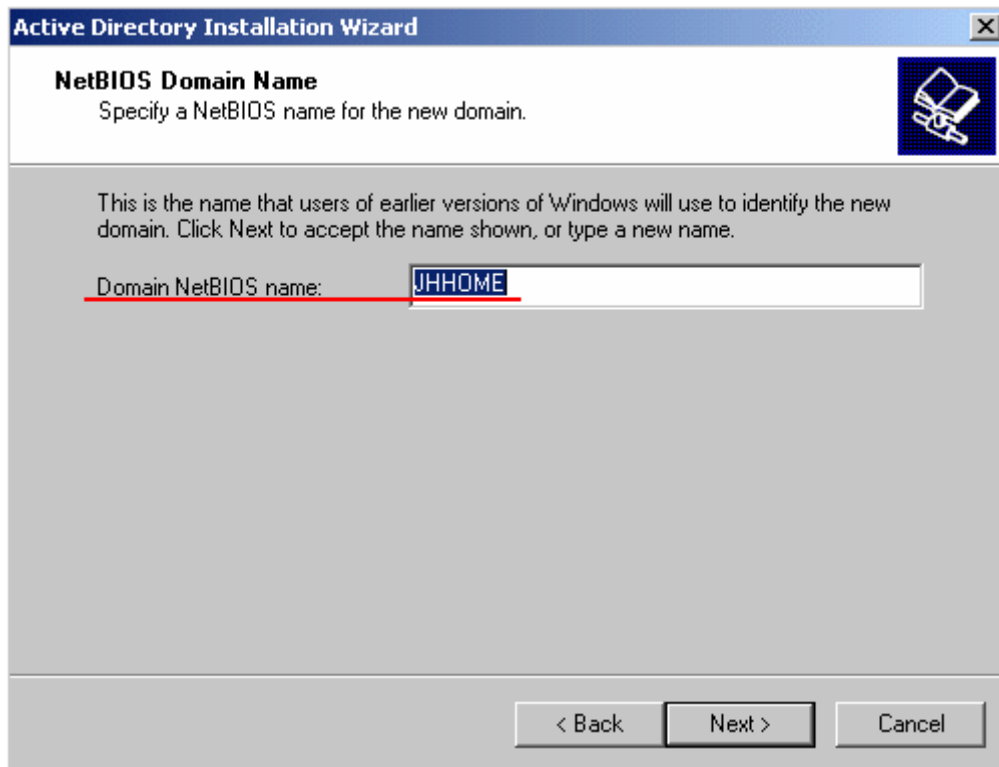 Active Directory Installation Wizard
NetBIOS Domain Name
Specify a NetBIOS name for the new domain.
This is the name that users of earlier versions of Windows will use to identify the new
domain. Click Next to accept the name shown, or type a new name.
Domain NetBIOS name: JHHOME
< Back Next > Cancel